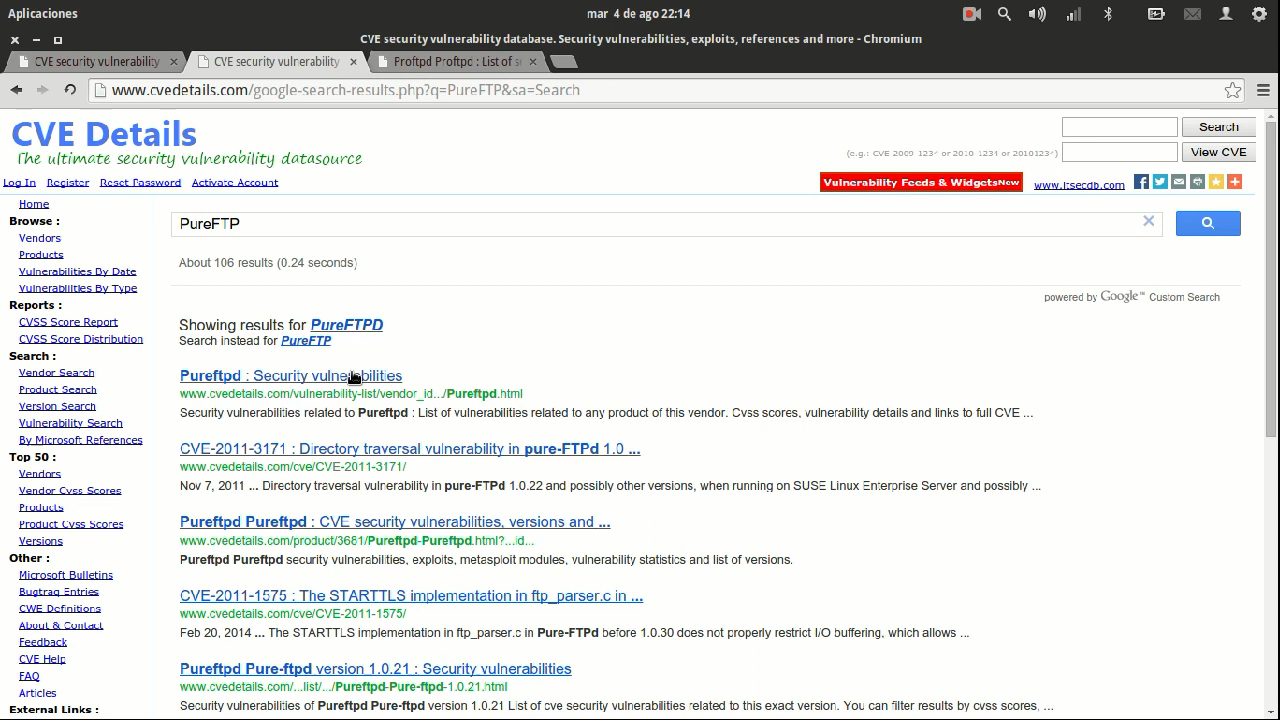 Aplicaciones
mar 4 de ago 22:14
CVE security vulnerability database. Security vulnerabilities, exploits, references and more - Chromium
CVE security vulnerability
CVE security vulnerability
Proftpd Proftpd : List of
www.cvedetails.com/google-search-results.php?q=PureFTP&sa=Search
CVE Details
The ultimate security vulnerability datasource
Search
(e.g.: CVE-2009-1234 or 2010-1234 or 20101234)
View CVE
Log In Register Reset Password Activate Account
Vulnerability Feeds & WidgetsNew
www.itsecdb.com
Home
Browse :
Vendors
Products
Vulnerabilities By Date
Vulnerabilities By Type
Reports :
CVSS Score Report
CVSS Score Distribution
Search :
Vendor Search
Product Search
Version Search
Vulnerability Search
By Microsoft References
Top 50 :
Vendors
Vendor Cvss Scores
Products
Product Cvss Scores
Versions
Other :
Microsoft Bulletins
Bugtraq Entries
CWE Definitions
About & Contact
Feedback
CVE Help
FAQ
Articles
External Links :
PureFTP
About 106 results (0.24 seconds)
powered by Google™ Custom Search
Showing results for PureFTPD
Search instead for PureFTP
Pureftpd : Security vulnerabilities
www.cvedetails.com/vulnerability-list/vendor_id.../Pureftpd.html
Security vulnerabilities related to Pureftpd : List of vulnerabilities related to any product of this vendor. Cvss scores, vulnerability details and links to full CVE ...
CVE-2011-3171 : Directory traversal vulnerability in pure-FTPd 1.0 ...
www.cvedetails.com/cve/CVE-2011-3171/
Nov 7, 2011 ... Directory traversal vulnerability in pure-FTPd 1.0.22 and possibly other versions, when running on SUSE Linux Enterprise Server and possibly ...
Pureftpd Pureftpd : CVE security vulnerabilities, versions and ...
www.cvedetails.com/product/3681/Pureftpd-Pureftpd.html?...id...
Pureftpd Pureftpd security vulnerabilities, exploits, metasploit modules, vulnerability statistics and list of versions.
CVE-2011-1575 : The STARTTLS implementation in ftp_parser.c in ...
www.cvedetails.com/cve/CVE-2011-1575/
Feb 20, 2014 ... The STARTTLS implementation in ftp_parser.c in Pure-FTPd before 1.0.30 does not properly restrict I/O buffering, which allows ...
Pureftpd Pure-ftpd version 1.0.21 : Security vulnerabilities
www.cvedetails.com/...list/.../Pureftpd-Pure-ftpd-1.0.21.html
Security vulnerabilities of Pureftpd Pure-ftpd version 1.0.21 List of cve security vulnerabilities related to this exact version. You can filter results by cvss scores, ...